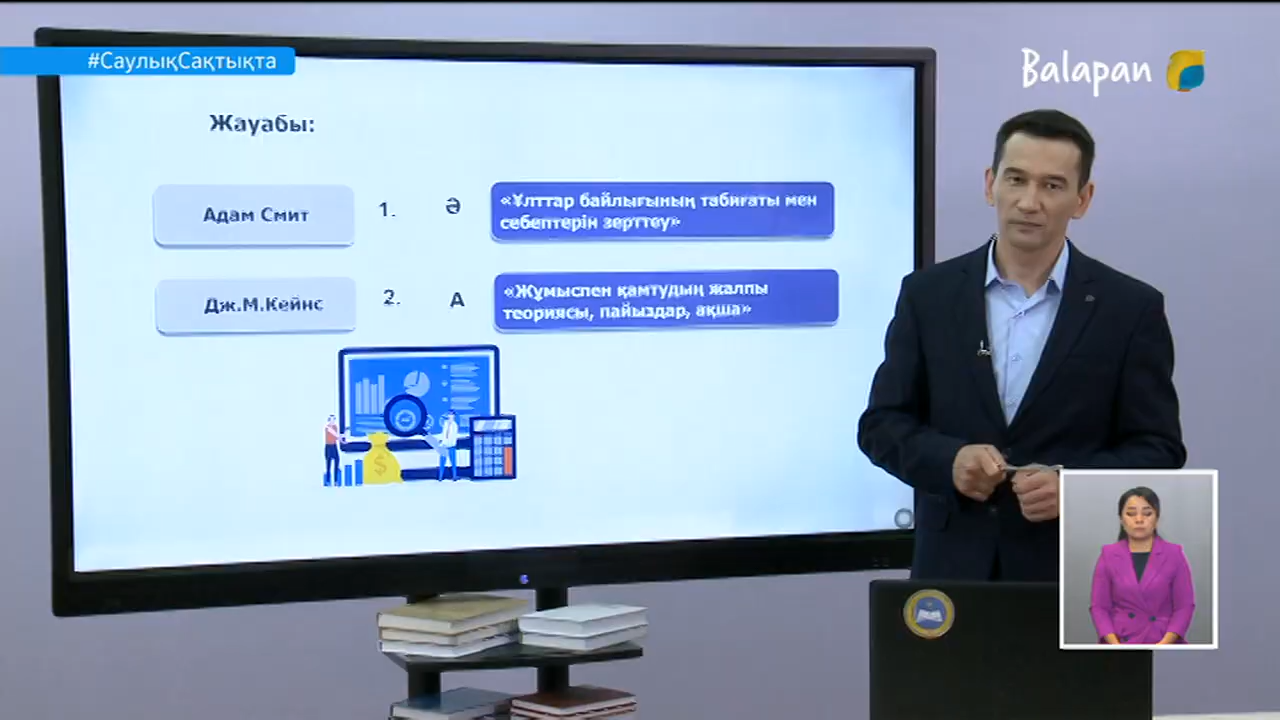 #СаулықСақтықта
Balapan
Жауабы:
Адам Смит
1.
Ә
«Ұлттар байлығының табиғаты мен
себептерін зерттеу»
Дж.М.Кейнс
2.
А
«Жұмыспен қамтудың жалпы
теориясы, пайыздар, ақша»